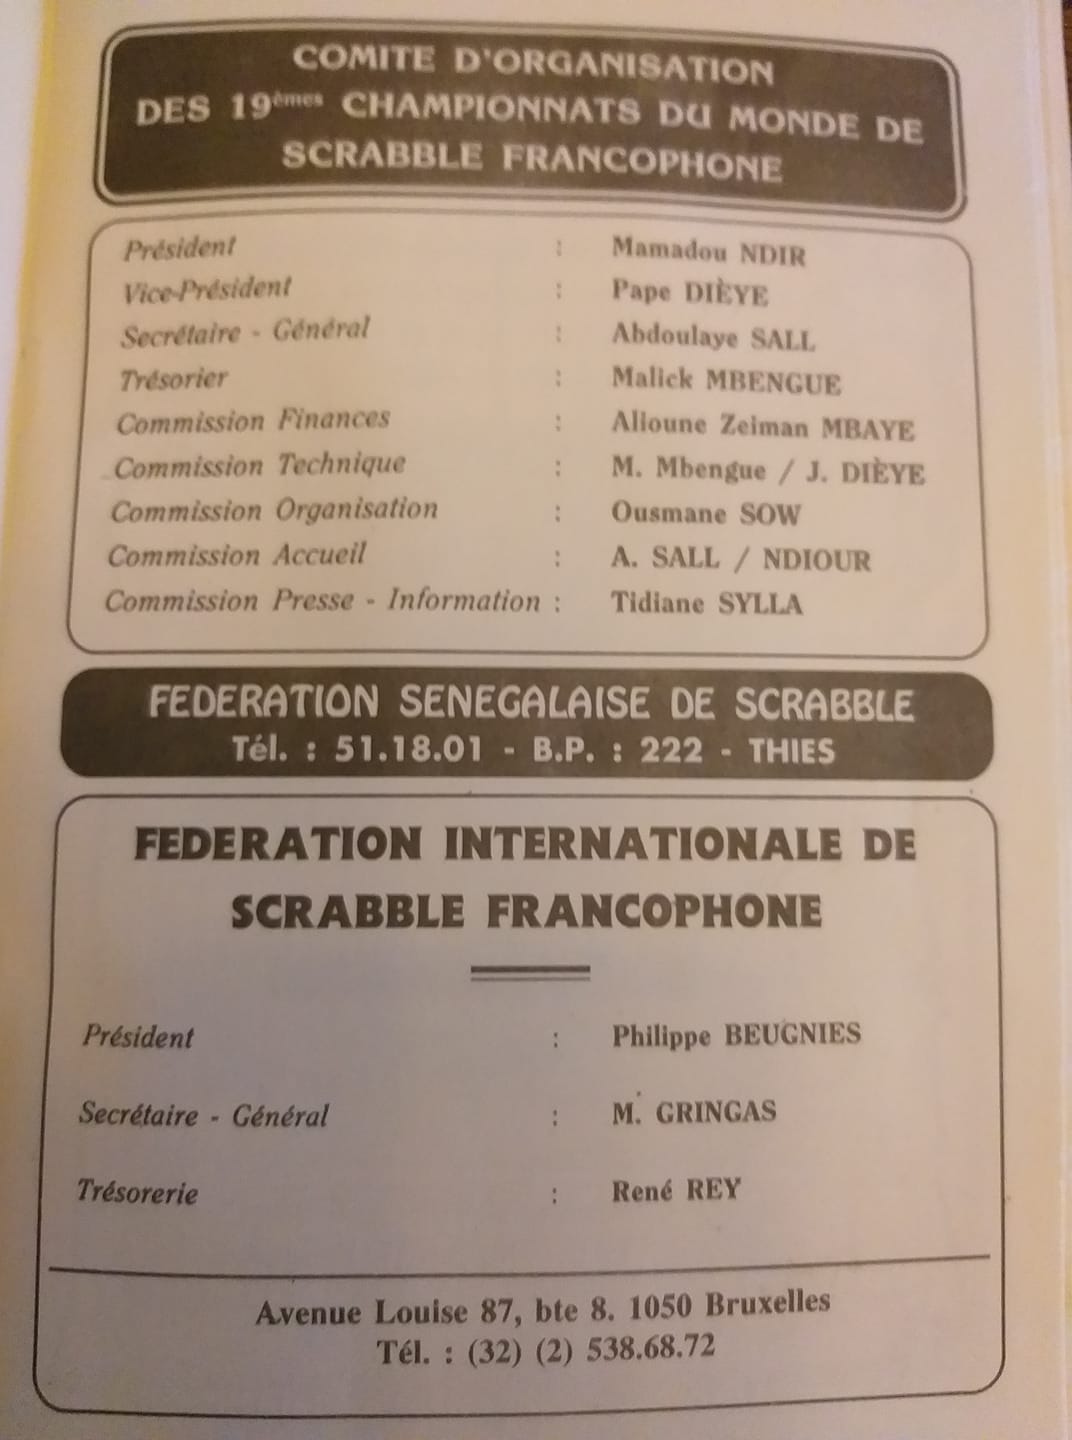 COMITE D'ORGANISATION
DES 19èmes CHAMPIONNATS DU MONDE DE
SCRABBLE FRANCOPHONE
Président : Mamadou NDIR
Vice-Président : Pape DIÈYE
Secrétaire - Général : Abdoulaye SALL
Trésorier : Malick MBENGUE
Commission Finances : Alioune Zeiman MBAYE
Commission Technique : M. Mbengue / J. DIÈYE
Commission Organisation : Ousmane SOW
Commission Accueil : A. SALL / NDIOUR
Commission Presse - Information : Tidiane SYLLA
FEDERATION SENEGALAISE DE SCRABBLE
Tél. : 51.18.01 - B.P. : 222 - THIES
FEDERATION INTERNATIONALE DE
SCRABBLE FRANCOPHONE
Président : Philippe BEUGNIES
Secrétaire - Général : M. GRINGAS
Trésorerie : René REY
Avenue Louise 87, bte 8. 1050 Bruxelles
Tél. : (32) (2) 538.68.72